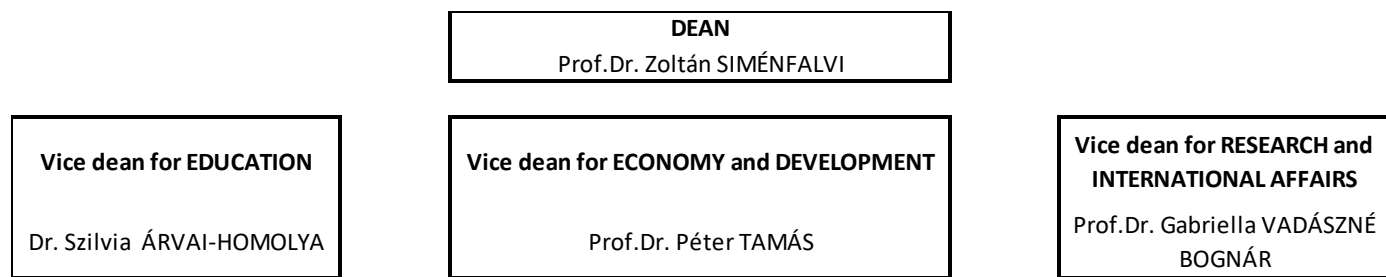 DEAN
Prof.Dr. Zoltán SIMÉNFALVI
Vice dean for EDUCATION
Dr. Szilvia ÁRVAI-HOMOLYA
Vice dean for ECONOMY and DEVELOPMENT
Prof.Dr. Péter TAMÁS
Vice dean for RESEARCH and
INTERNATIONAL AFFAIRS
Prof.Dr. Gabriella VADÁSZNÉ
BOGNÁR